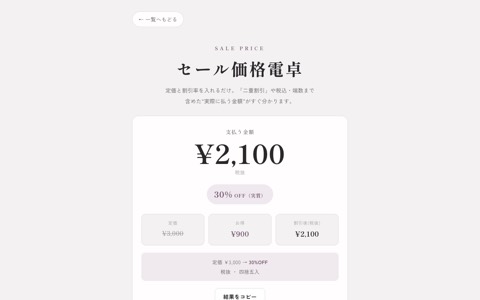 ← 一覧へもどる
SALE PRICE
セール価格電卓
定価と割引率を入れるだけ。「二重割引」や税込・端数まで
含めた"実際に払う金額"がすぐ分かります。
支払う金額
¥2,100
税抜
30% OFF（実質）
定価
¥3,000
お得
¥900
割引後(税抜)
¥2,100
定価 ¥3,000 → 30%OFF
税抜 ・ 四捨五入
結果をコピー